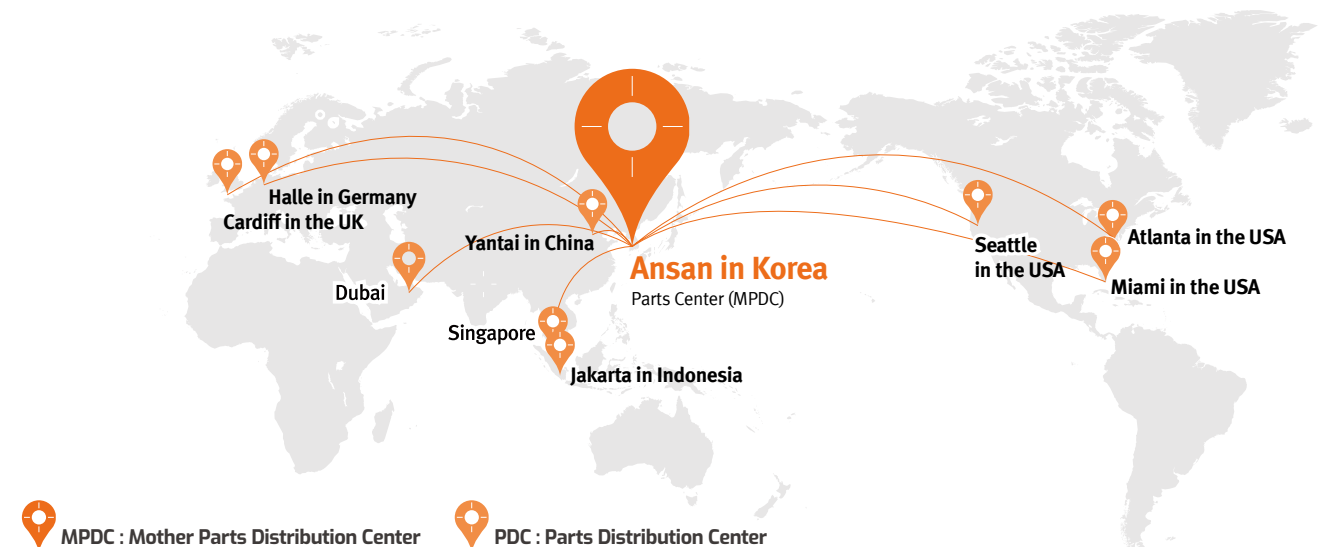 Halle in Germany
Cardiff in the UK
Yantai in China
Dubai
Ansan in Korea
Parts Center (MPDC)
Singapore
Jakarta in Indonesia
Seattle
in the USA
Atlanta in the USA
Miami in the USA
MPDC : Mother Parts Distribution Center
PDC : Parts Distribution Center